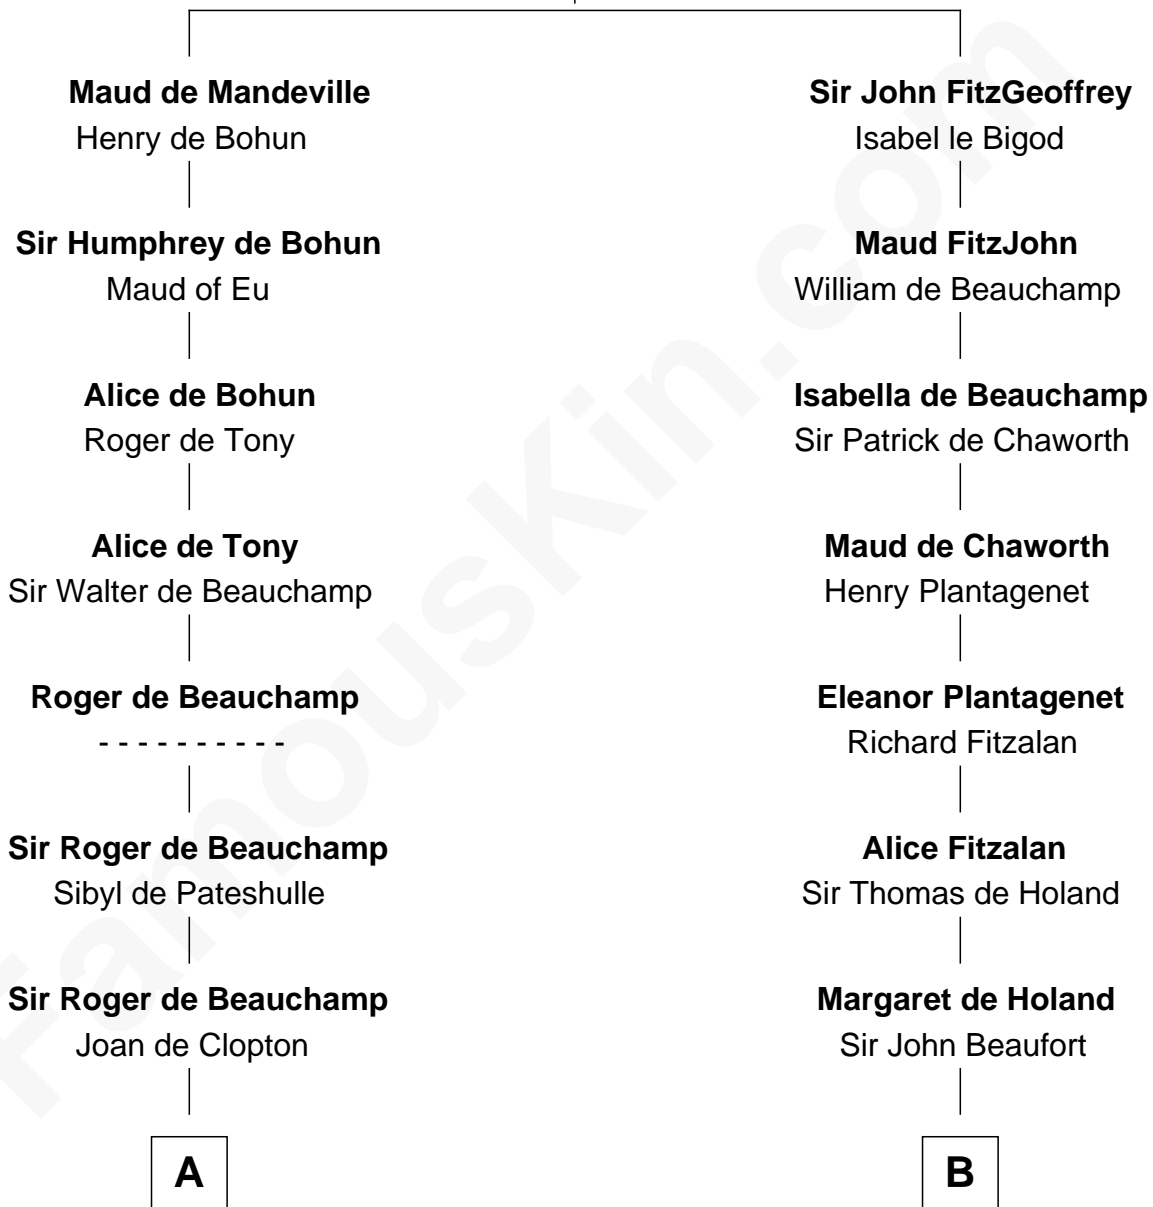 Maud de Mandeville
Henry de Bohun
Sir Humphrey de Bohun
Maud of Eu
Alice de Bohun
Roger de Tony
Alice de Tony
Sir Walter de Beauchamp
Roger de Beauchamp
- - - - - - - - - -
Sir Roger de Beauchamp
Sibyl de Pateshulle
Sir Roger de Beauchamp
Joan de Clopton
A
Sir John FitzGeoffrey
Isabel le Bigod
Maud FitzJohn
William de Beauchamp
Isabella de Beauchamp
Sir Patrick de Chaworth
Maud de Chaworth
Henry Plantagenet
Eleanor Plantagenet
Richard Fitzalan
Alice Fitzalan
Sir Thomas de Holand
Margaret de Holand
Sir John Beaufort
B
FamousKin.com